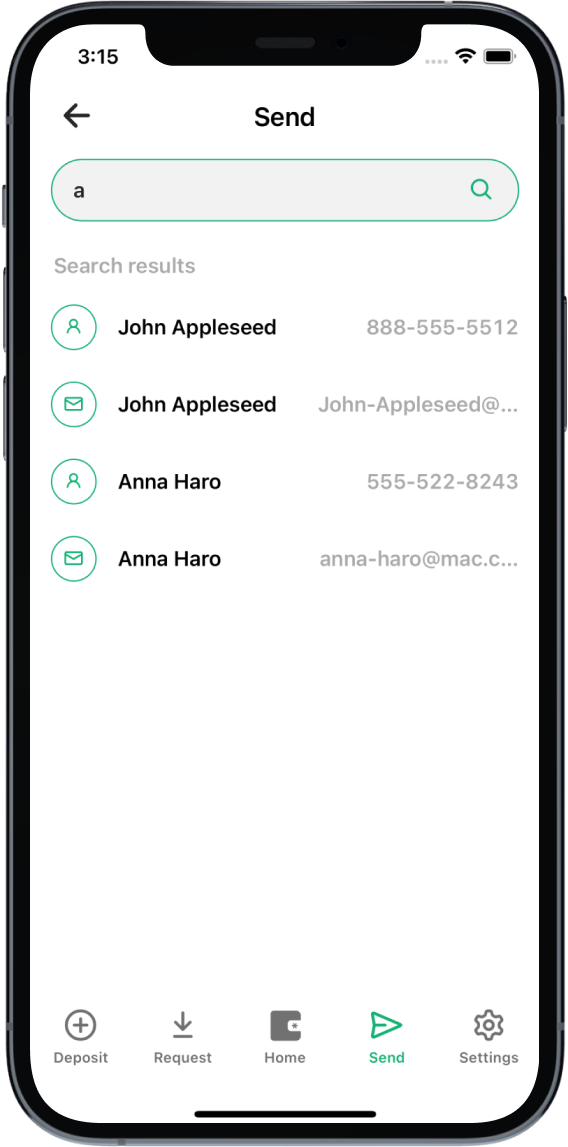 3:15
Send
a
Search results
John Appleseed 888-555-5512
John Appleseed John-Appleseed@...
Anna Haro 555-522-8243
Anna Haro anna-haro@mac.c...
Deposit Request Home Send Settings